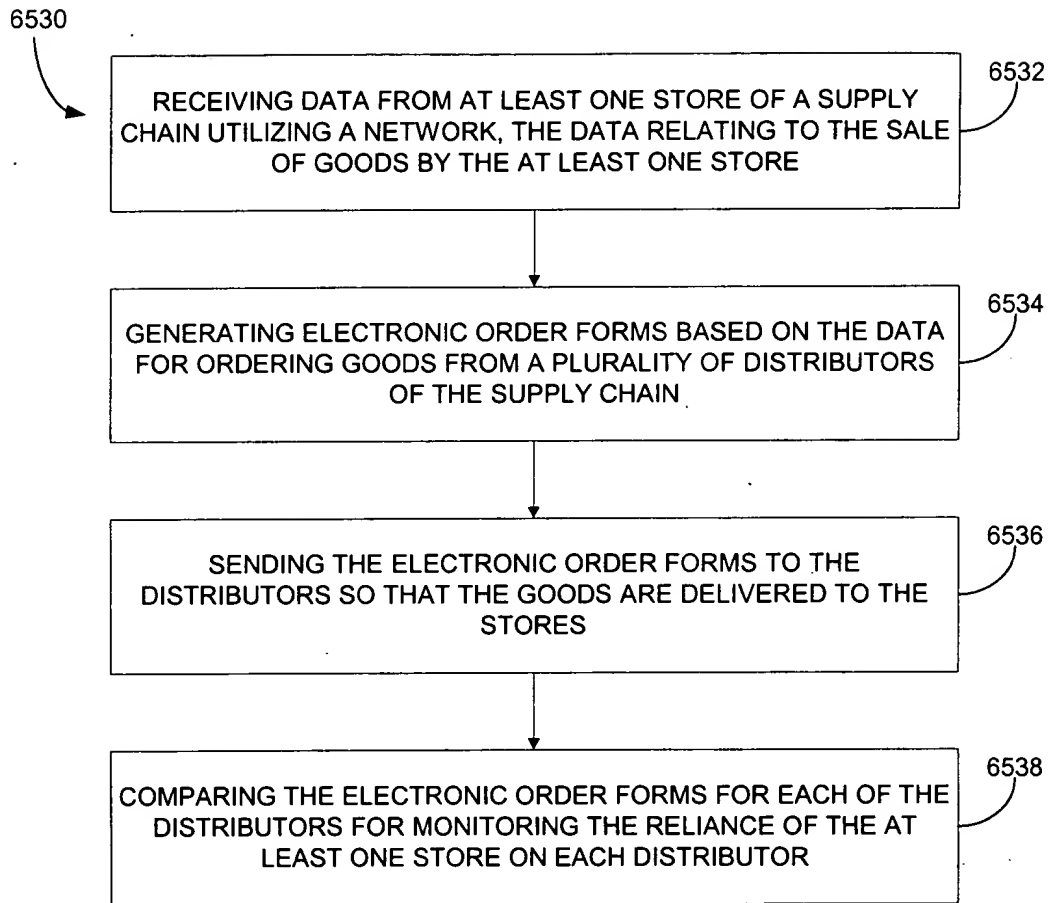 6530
6532
RECEIVING DATA FROM AT LEAST ONE STORE OF A SUPPLY
CHAIN UTILIZING A NETWORK, THE DATA RELATING TO THE SALE
OF GOODS BY THE AT LEAST ONE STORE
6534
GENERATING ELECTRONIC ORDER FORMS BASED ON THE DATA
FOR ORDERING GOODS FROM A PLURALITY OF DISTRIBUTORS
OF THE SUPPLY CHAIN
6536
SENDING THE ELECTRONIC ORDER FORMS TO THE
DISTRIBUTORS SO THAT THE GOODS ARE DELIVERED TO THE
STORES
6538
COMPARING THE ELECTRONIC ORDER FORMS FOR EACH OF THE
DISTRIBUTORS FOR MONITORING THE RELIANCE OF THE AT
LEAST ONE STORE ON EACH DISTRIBUTOR